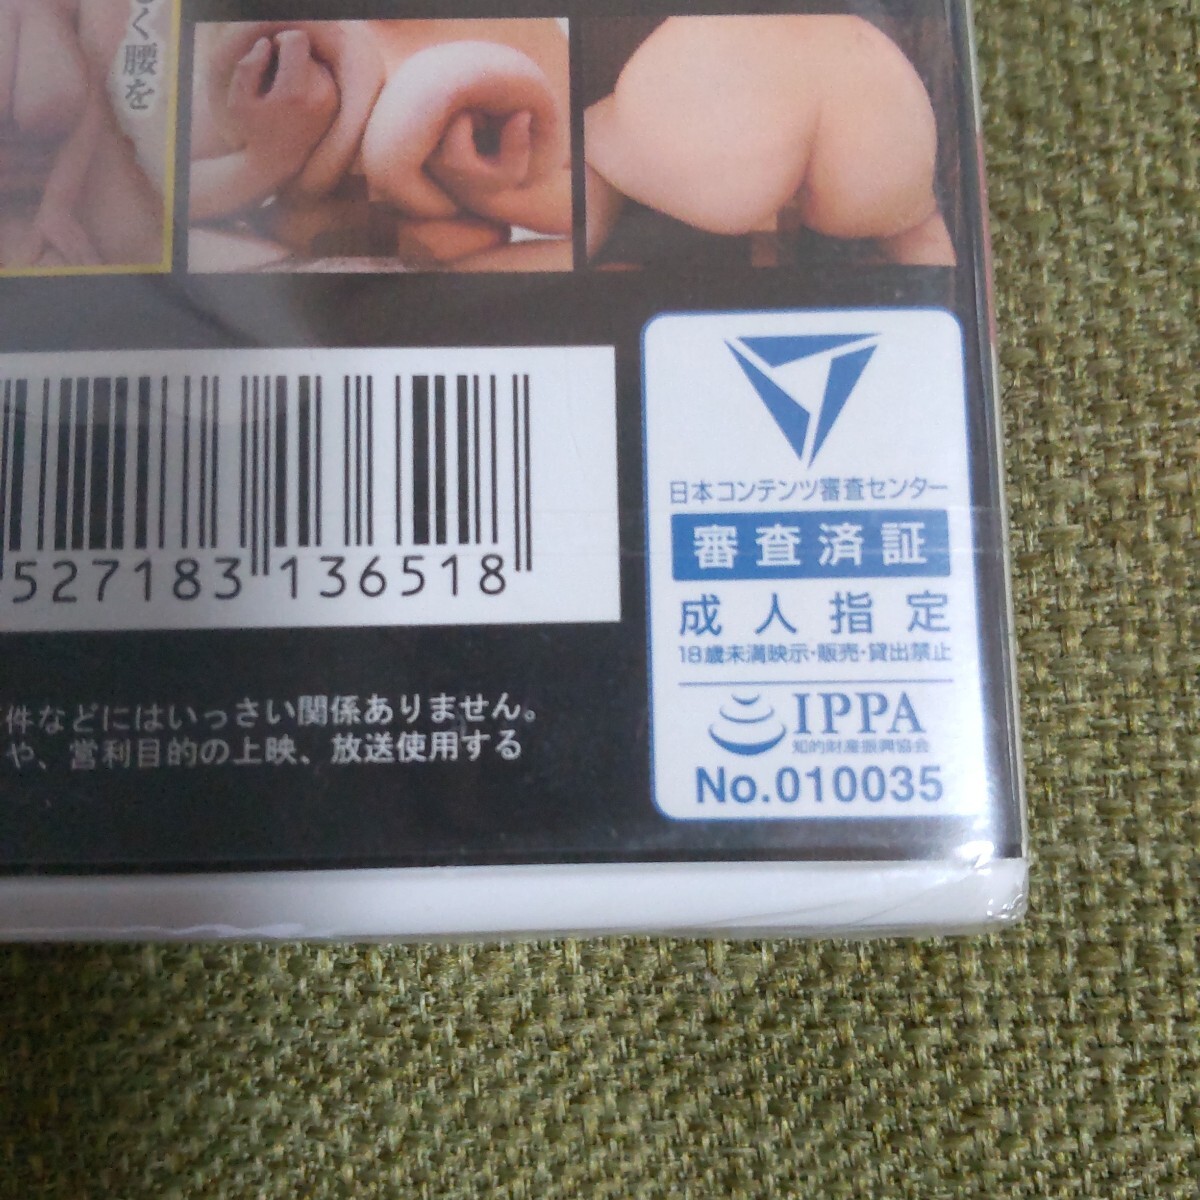 く腰を
527183 136518
件などにはいっさい関係ありません。
や、営利目的の上映、放送使用する
日本コンテンツ審査センター
審査済証
成人指定
18歳未満映示・販売・貸出禁止
IPPA
知的財産振興協会
No.010035